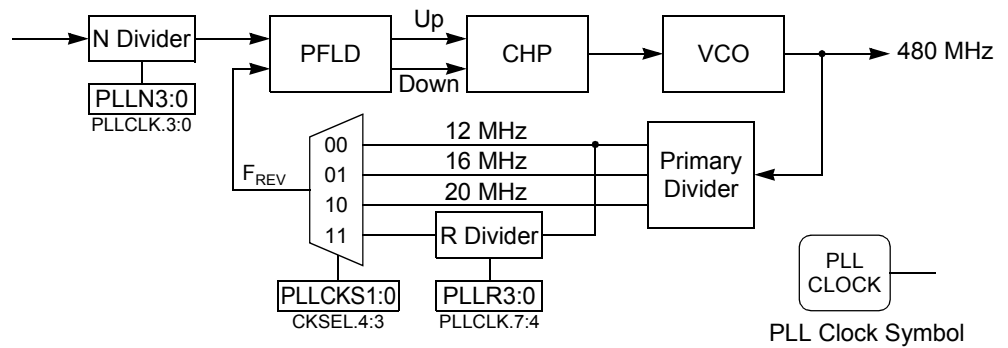 Up
N Divider
PFLD
CHP
VCO
480 MHz
Down
PLLN3:0
PLLCLK.3:0
12 MHz
00
16 MHz
01
Primary
Divider
FREV
20 MHz
10
11
R Divider
PLLCKS1:0
PLLR3:0
CKSEL.4:3
PLLCLK.7:4
PLL
CLOCK
PLL Clock Symbol